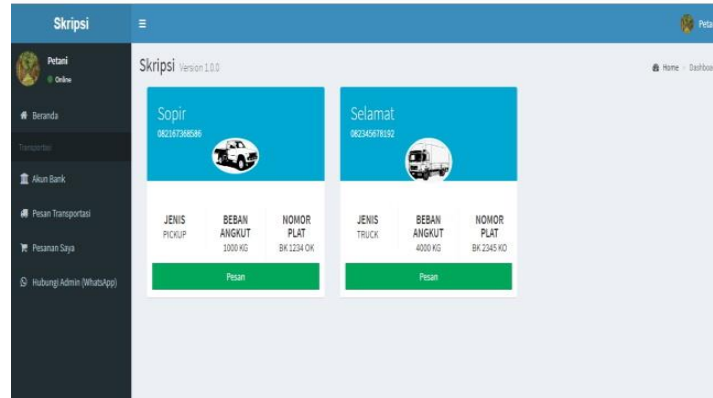 Skripsi
Peta
Petani
Online
Skripsi Version 1.0.0
Home > Dashboa
Beranda
Transportasi
Akun Bank
Pesan Transportasi
Pesanan Saya
Hubungi Admin (WhatsApp)
Sopir
082167368586
JENIS
PICKUP
BEBAN
ANGKUT
1000 KG
NOMOR
PLAT
BK 1234 OK
Pesan
Selamat
082345678192
JENIS
TRUCK
BEBAN
ANGKUT
4000 KG
NOMOR
PLAT
BK 2345 KO
Pesan